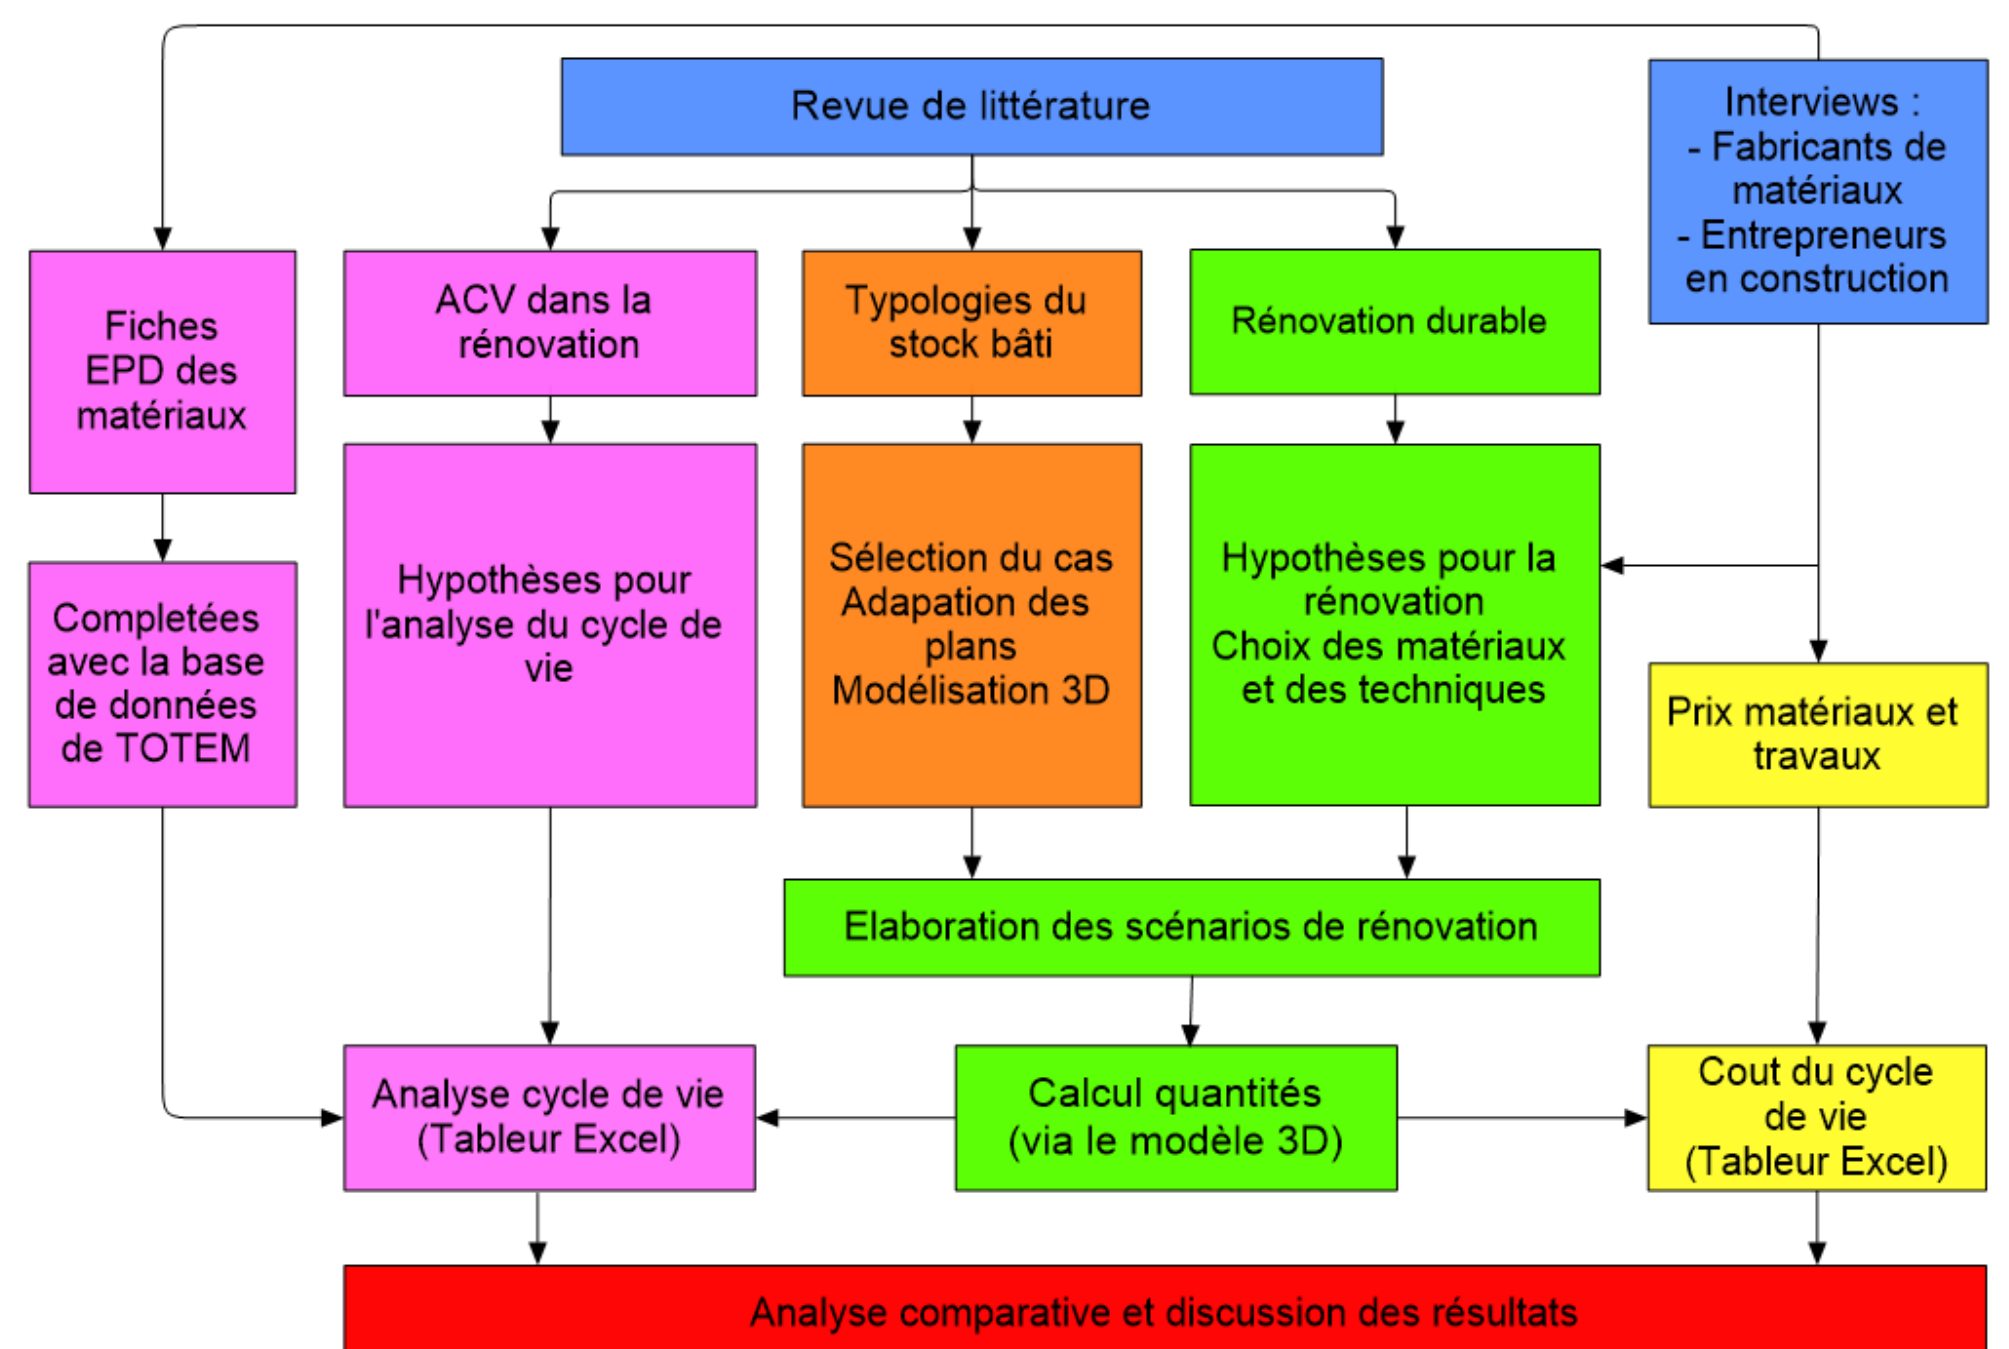 Revue de littérature
Interviews :
- Fabricants de
matériaux
- Entrepreneurs
en construction
Fiches
EPD des
matériaux
ACV dans la
rénovation
Typologies du
stock bâti
Rénovation durable
Completées
avec la base
de données
de TOTEM
Hypothèses pour
l'analyse du cycle de
vie
Sélection du cas
Adapation des
plans
Modélisation 3D
Hypothèses pour la
rénovation
Choix des matériaux
et des techniques
Prix matériaux et
travaux
Elaboration des scénarios de rénovation
Analyse cycle de vie
(Tableur Excel)
Calcul quantités
(via le modèle 3D)
Cout du cycle
de vie
(Tableur Excel)
Analyse comparative et discussion des résultats